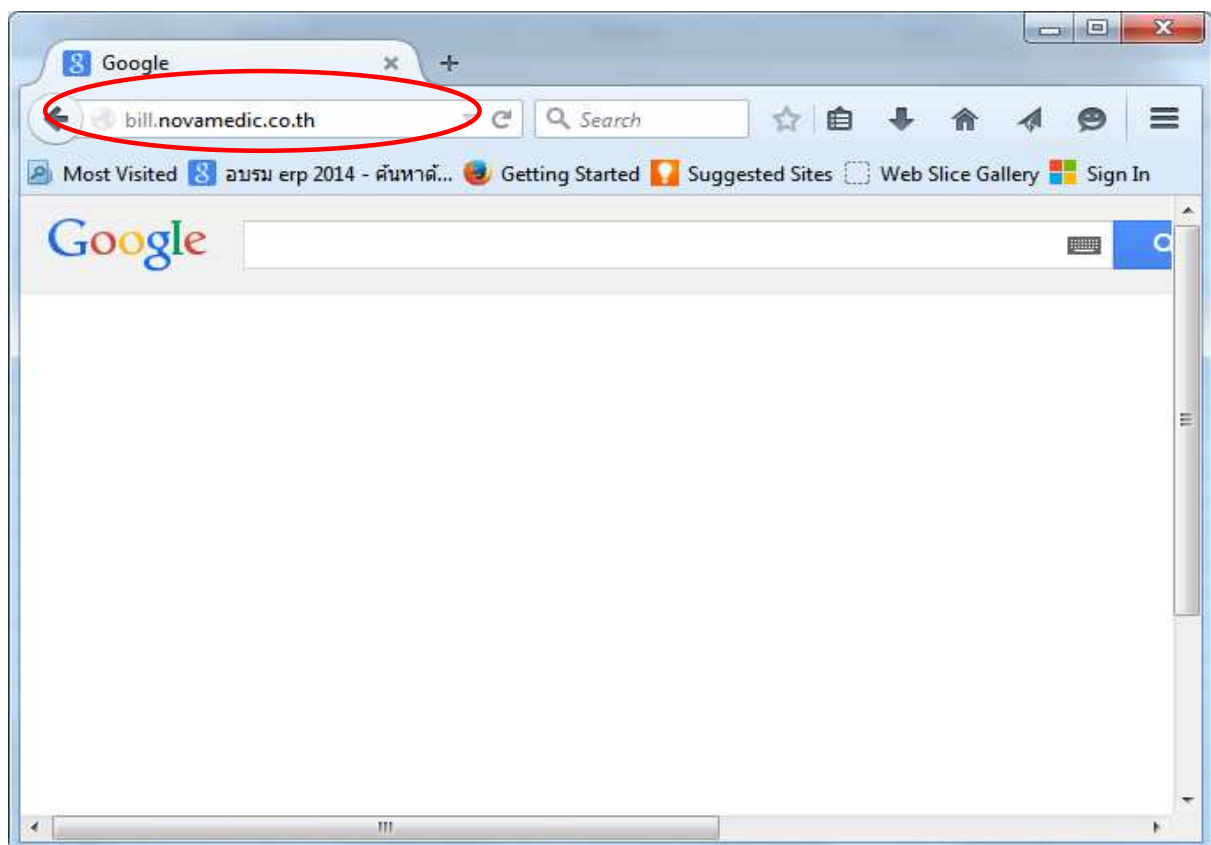 Google
bill.novamedic.co.th Search
Most Visited อบรม erp 2014 - ค้นหาด้... Getting Started Suggested Sites Web Slice Gallery Sign In
Google